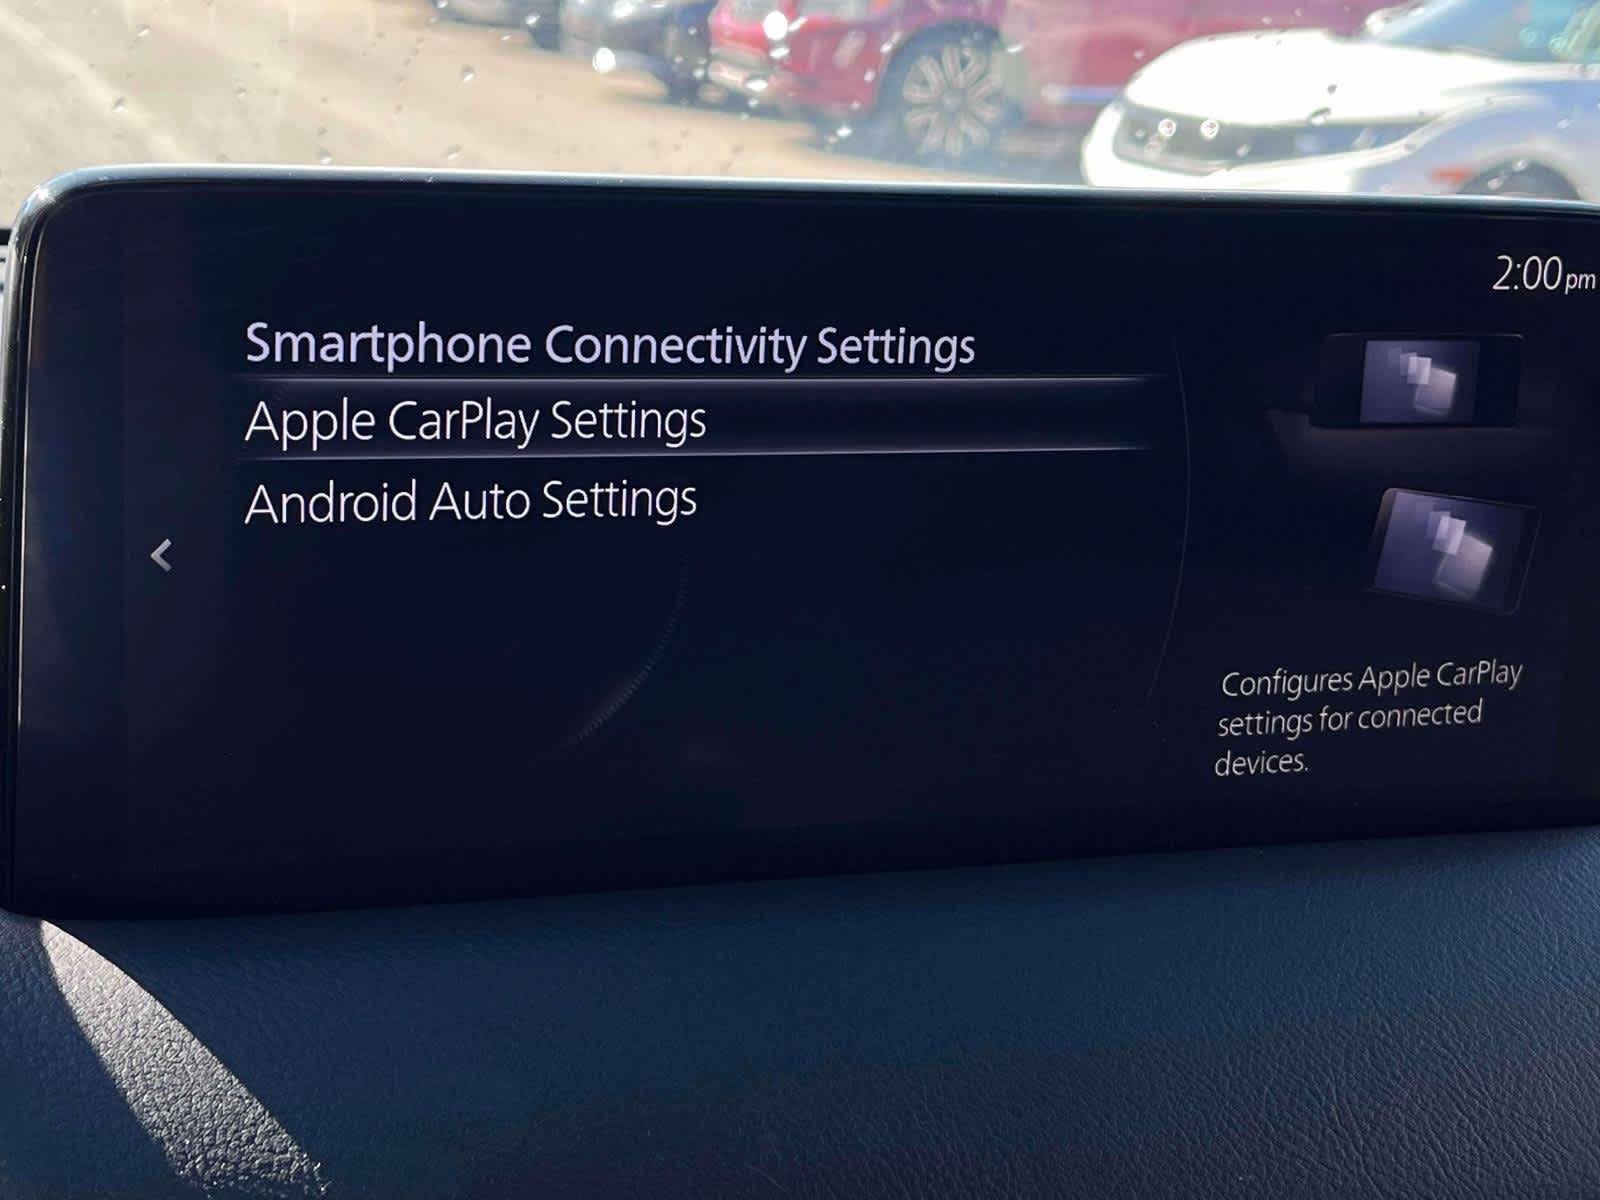 2:00pm
Smartphone Connectivity Settings
Apple CarPlay Settings
Android Auto Settings
Configures Apple CarPlay
settings for connected
devices.